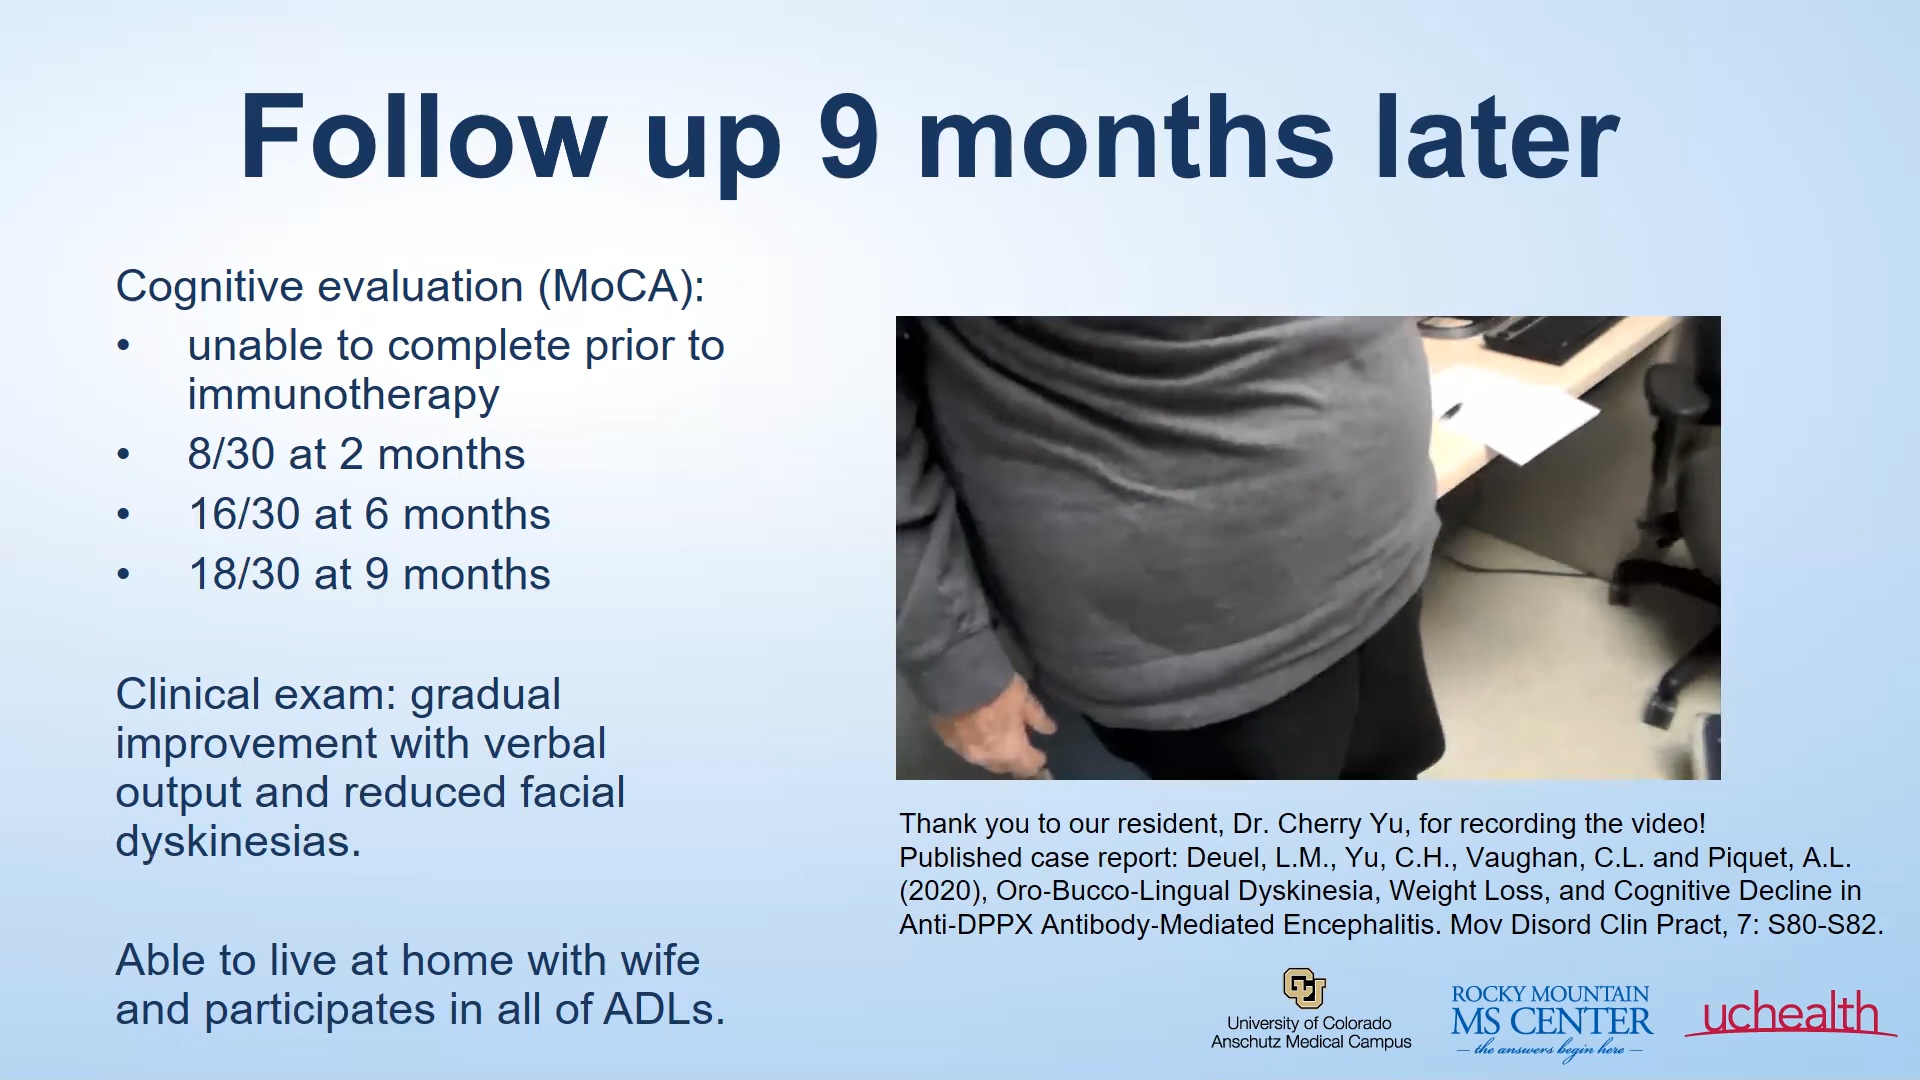 Follow up 9 months later
Cognitive evaluation (MoCA):
• unable to complete prior to
immunotherapy
• 8/30 at 2 months
• 16/30 at 6 months
• 18/30 at 9 months
Clinical exam: gradual
improvement with verbal
output and reduced facial
dyskinesias.
Able to live at home with wife
and participates in all of ADLs.
Thank you to our resident, Dr. Cherry Yu, for recording the video!
Published case report: Deuel, L.M., Yu, C.H., Vaughan, C.L. and Piquet, A.L.
(2020), Oro-Bucco-Lingual Dyskinesia, Weight Loss, and Cognitive Decline in
Anti-DPPX Antibody-Mediated Encephalitis. Mov Disord Clin Pract, 7: S80-S82.
CU
University of Colorado
Anschutz Medical Campus
ROCKY MOUNTAIN
MS CENTER
— the answers begin here —
uchealth